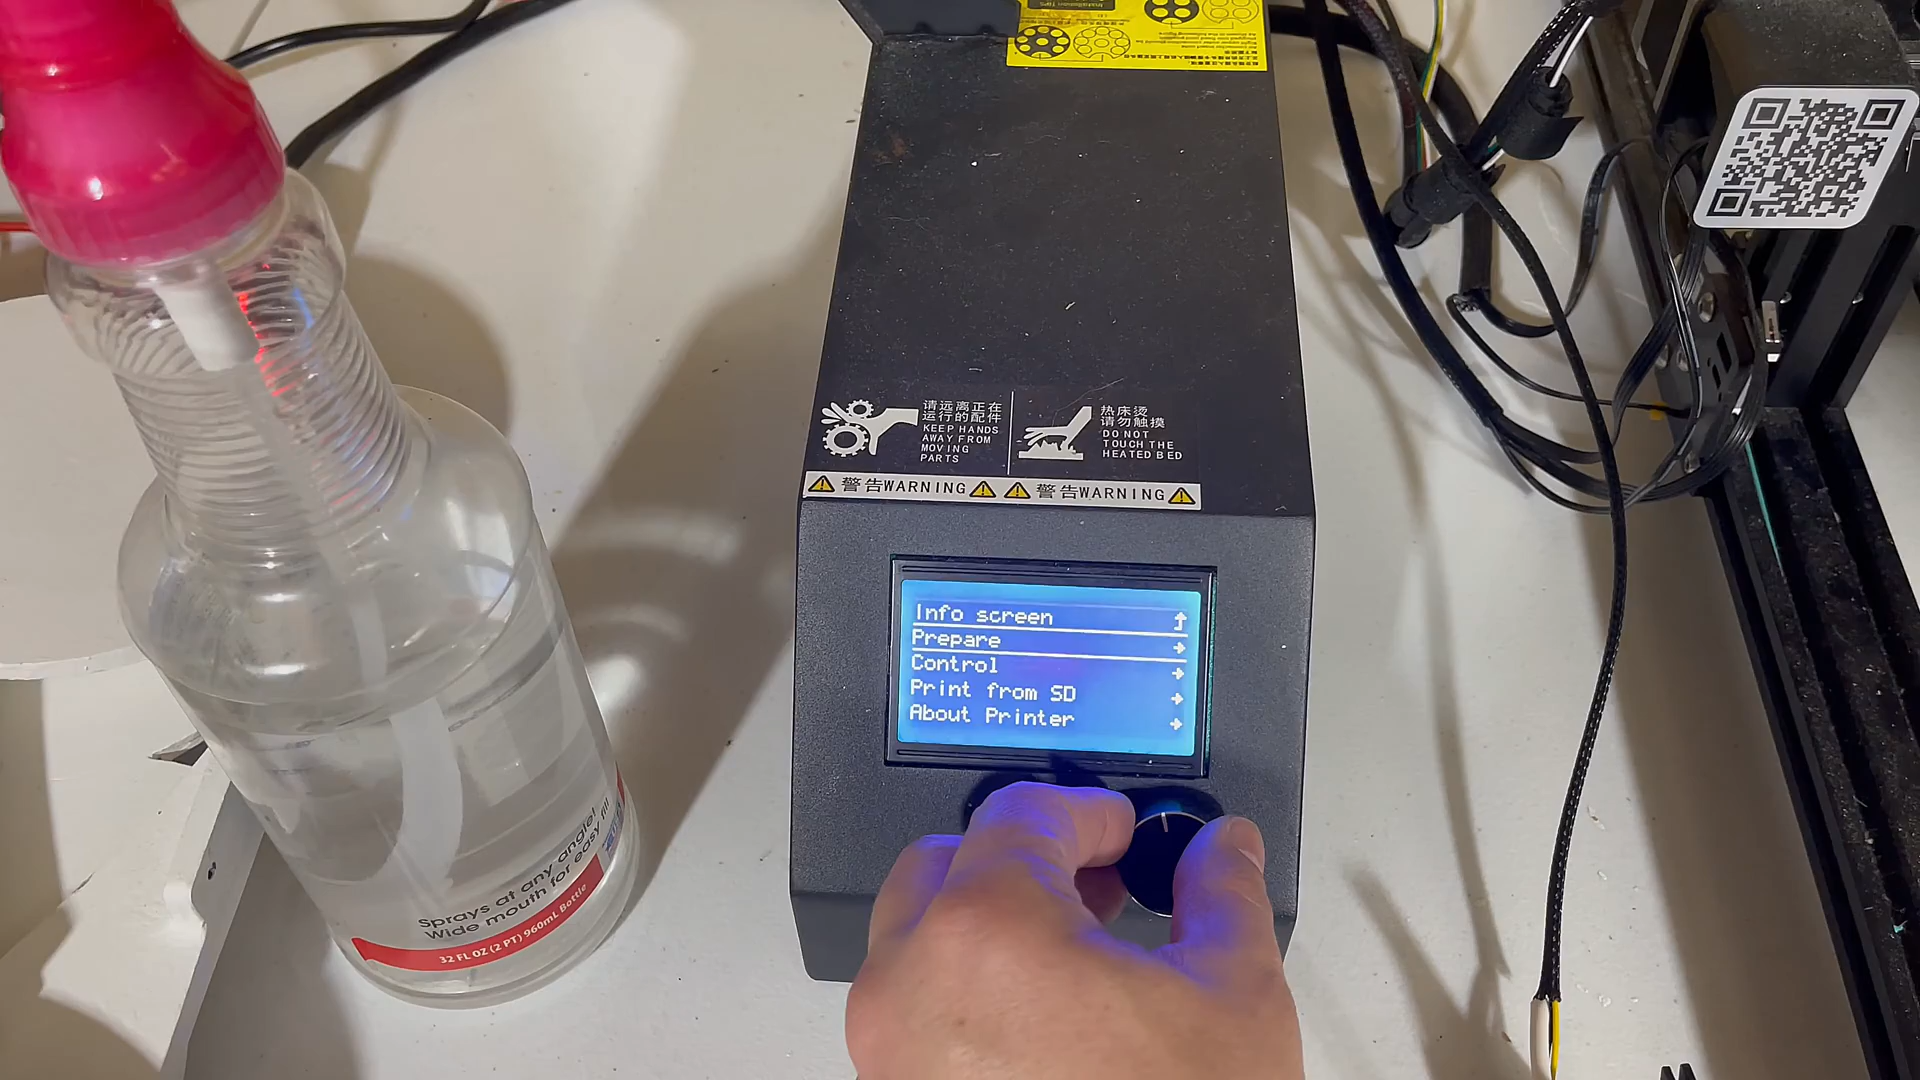 Installation Tips
请远离正在
运行的配件
KEEP HANDS
AWAY FROM
MOVING
PARTS
热床烫
请勿触摸
DO NOT
TOUCH THE
HEATED BED
警告WARNING
警告WARNING
Info screen
Prepare
Control
Print from SD
About Printer
Sprays at any angle!
Wide mouth for easy fill
32 FL OZ (2 PT) 960mL Bottle